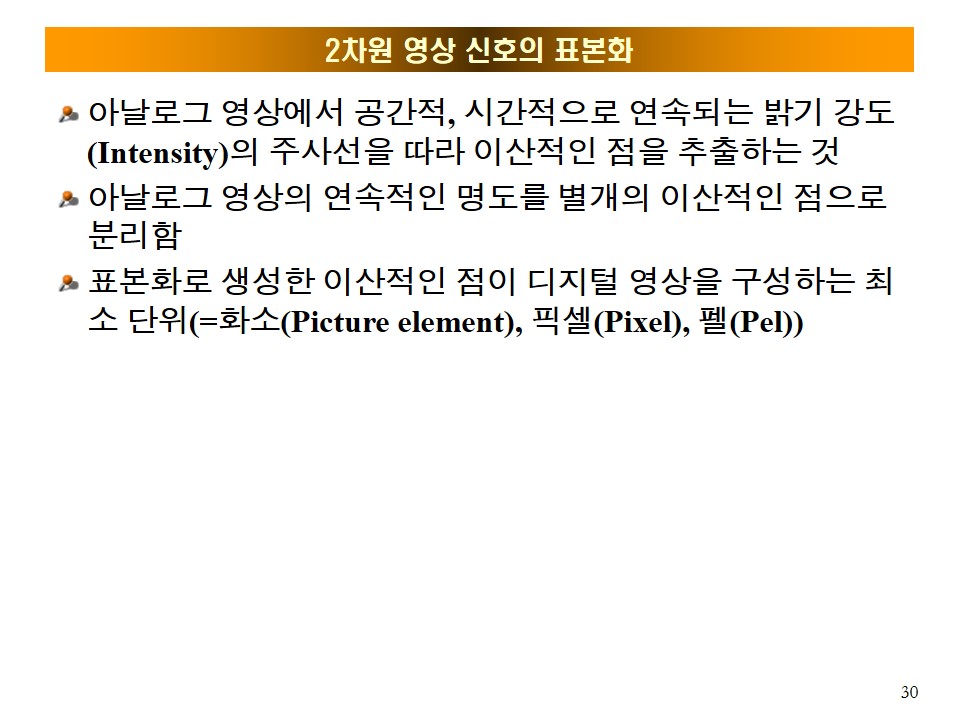 2차원 영상 신호의 표본화
아날로그 영상에서 공간적, 시간적으로 연속되는 밝기 강도
(Intensity)의 주사선을 따라 이산적인 점을 추출하는 것
아날로그 영상의 연속적인 명도를 별개의 이산적인 점으로
분리함
표본화로 생성한 이산적인 점이 디지털 영상을 구성하는 최
소 단위(=화소(Picture element), 픽셀(Pixel), 펠(Pel))
30